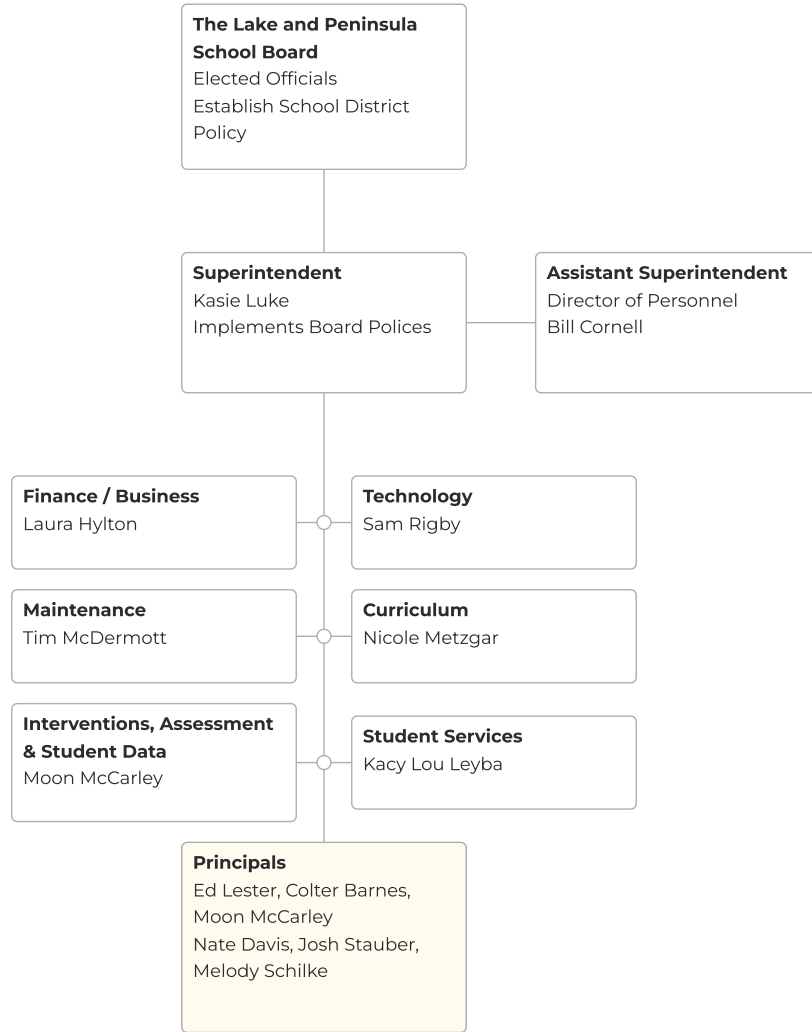 The Lake and Peninsula
School Board
Elected Officials
Establish School District
Policy
Superintendent
Kasie Luke
Implements Board Polices
Assistant Superintendent
Director of Personnel
Bill Cornell
Finance / Business
Laura Hylton
Technology
Sam Rigby
Maintenance
Tim McDermott
Curriculum
Nicole Metzgar
Interventions, Assessment
& Student Data
Moon McCarley
Student Services
Kacy Lou Leyba
Principals
Ed Lester, Colter Barnes,
Moon McCarley
Nate Davis, Josh Stauber,
Melody Schilke